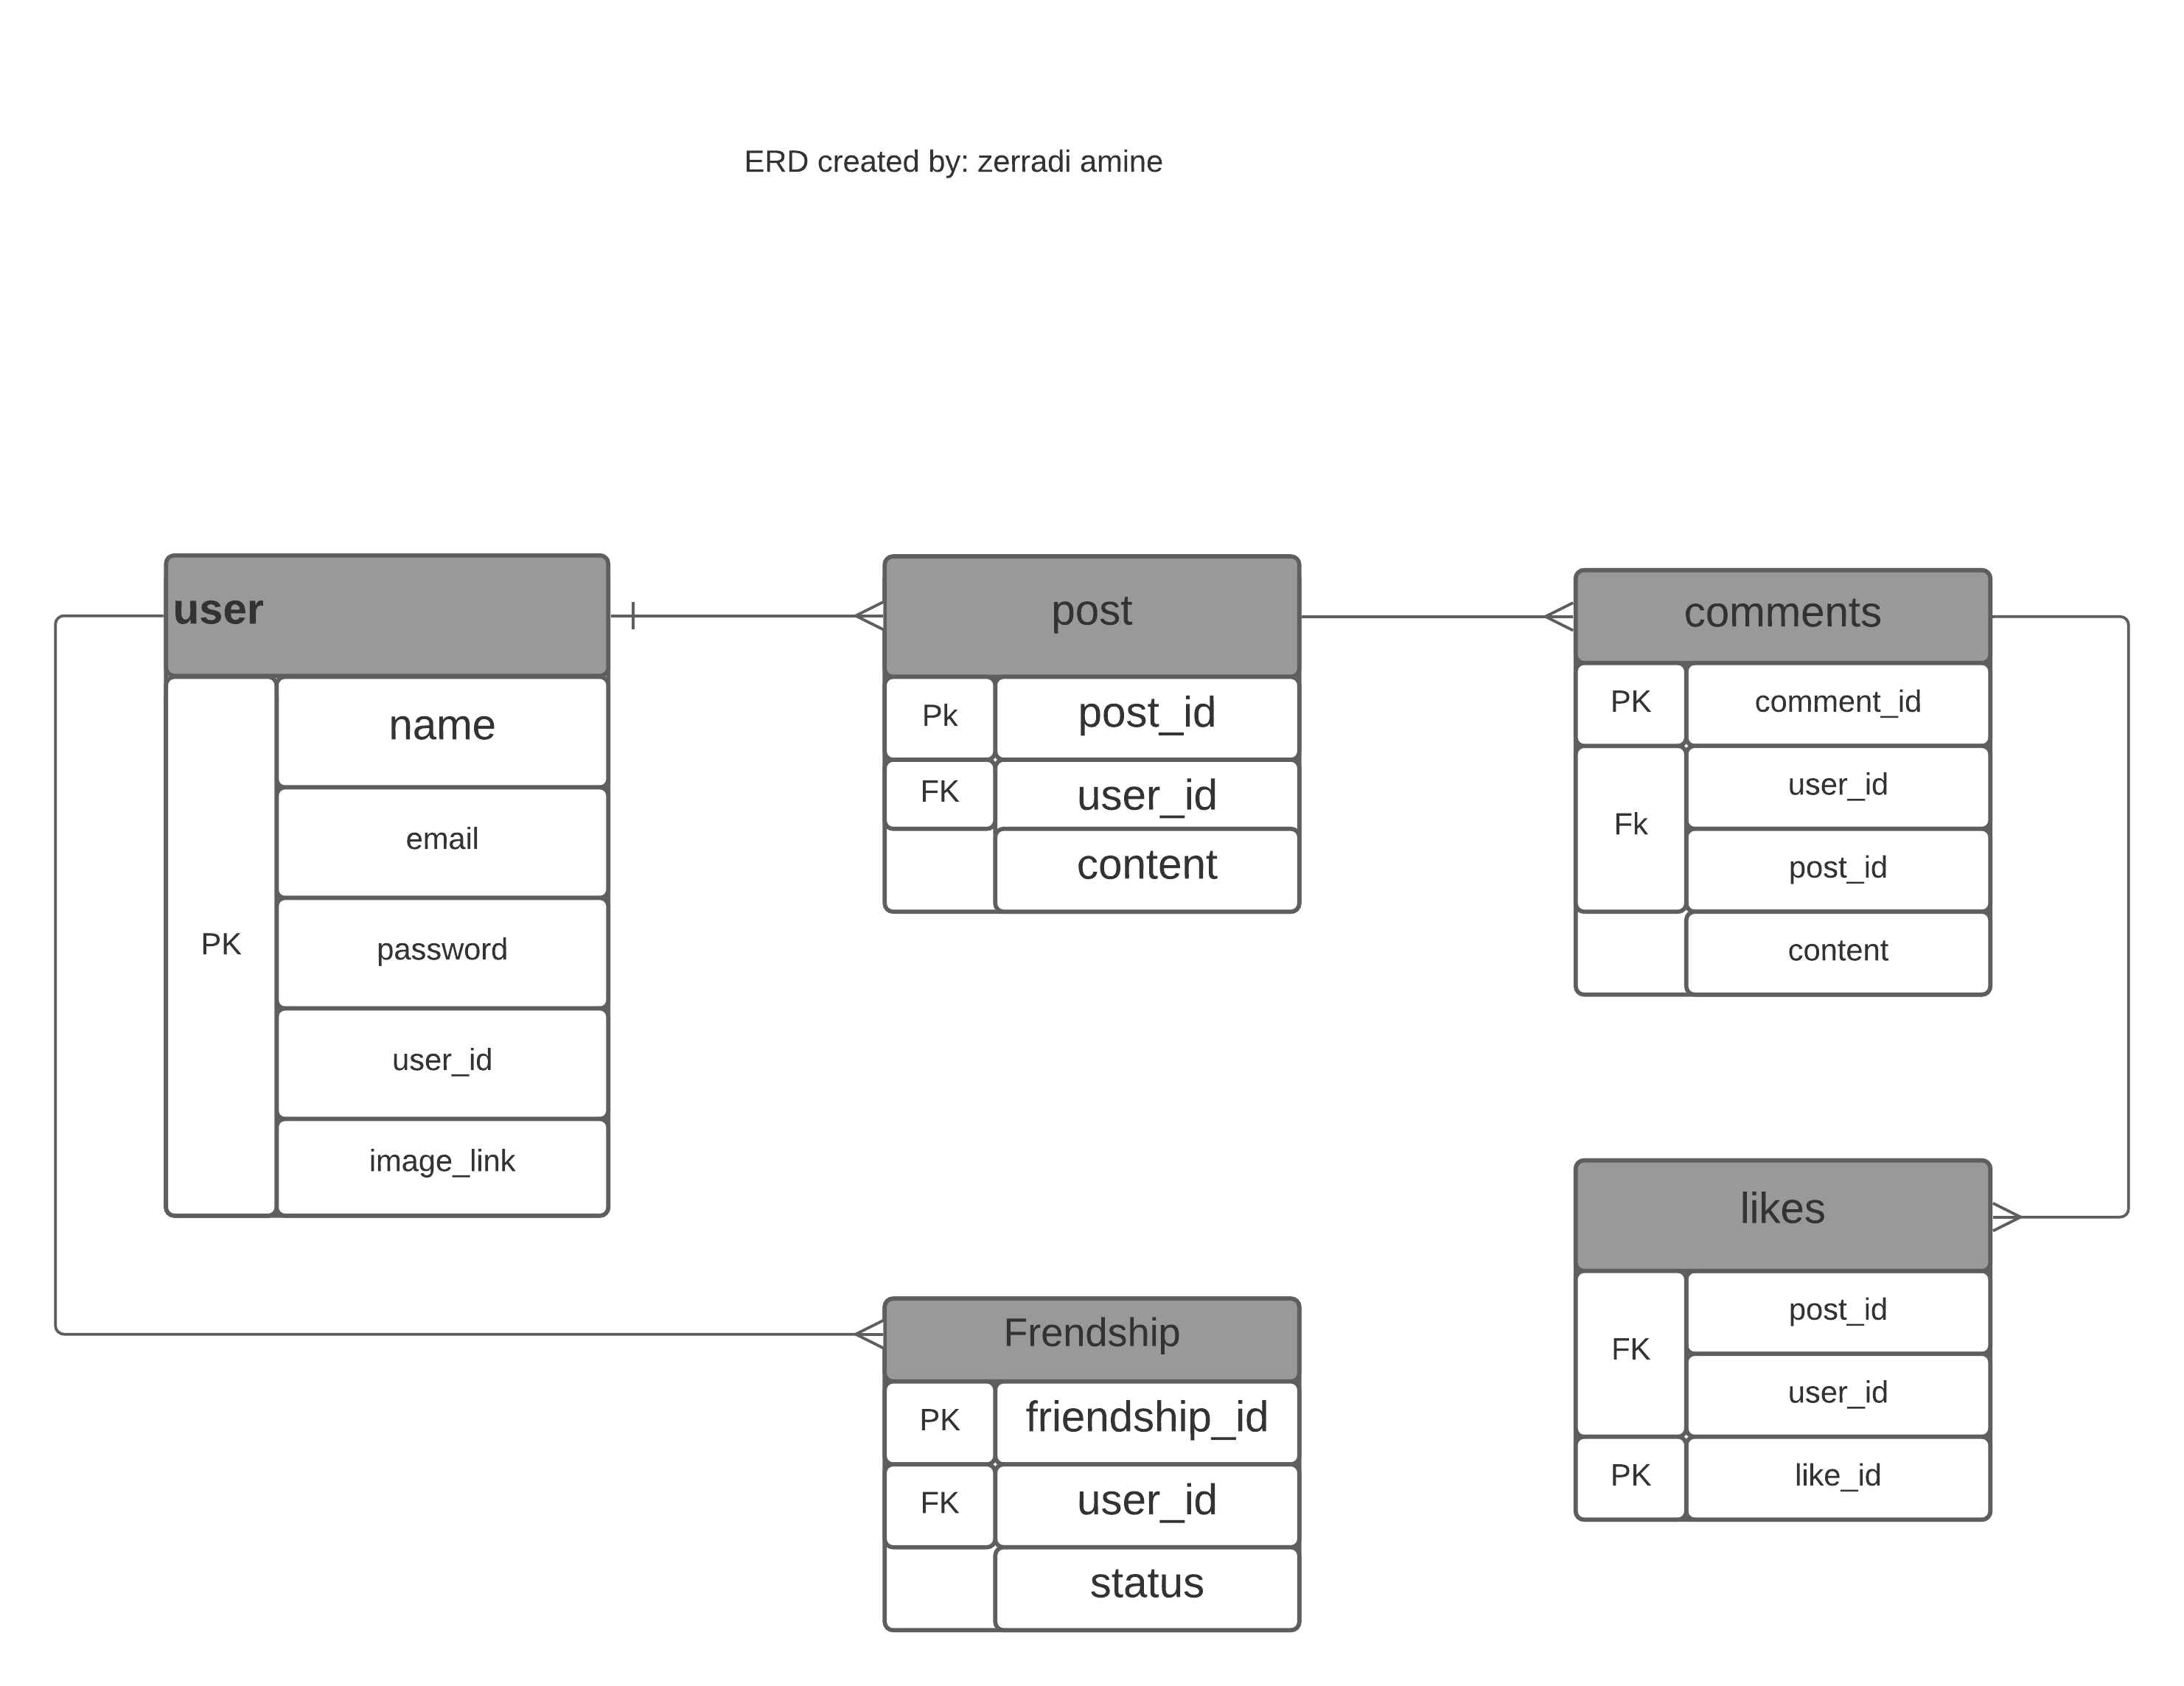 ERD created by: zerradi amine
user
name
PK
email
password
user_id
image_link
post
Pk
post_id
FK
user_id
content
comments
PK
comment_id
Fk
user_id
post_id
content
likes
FK
post_id
user_id
PK
like_id
Frendship
PK
friendship_id
FK
user_id
status